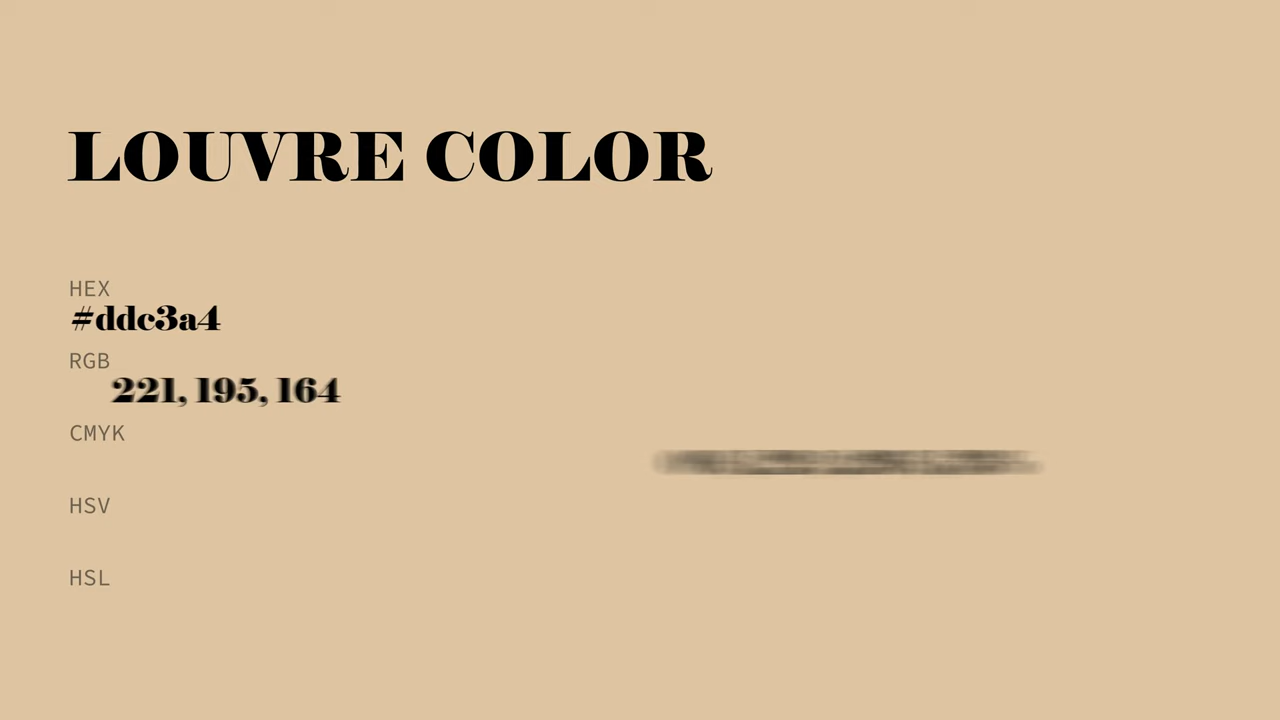 LOUVRE COLOR
HEX
#ddc3a4
RGB
221, 195, 164
CMYK
HSV
HSL